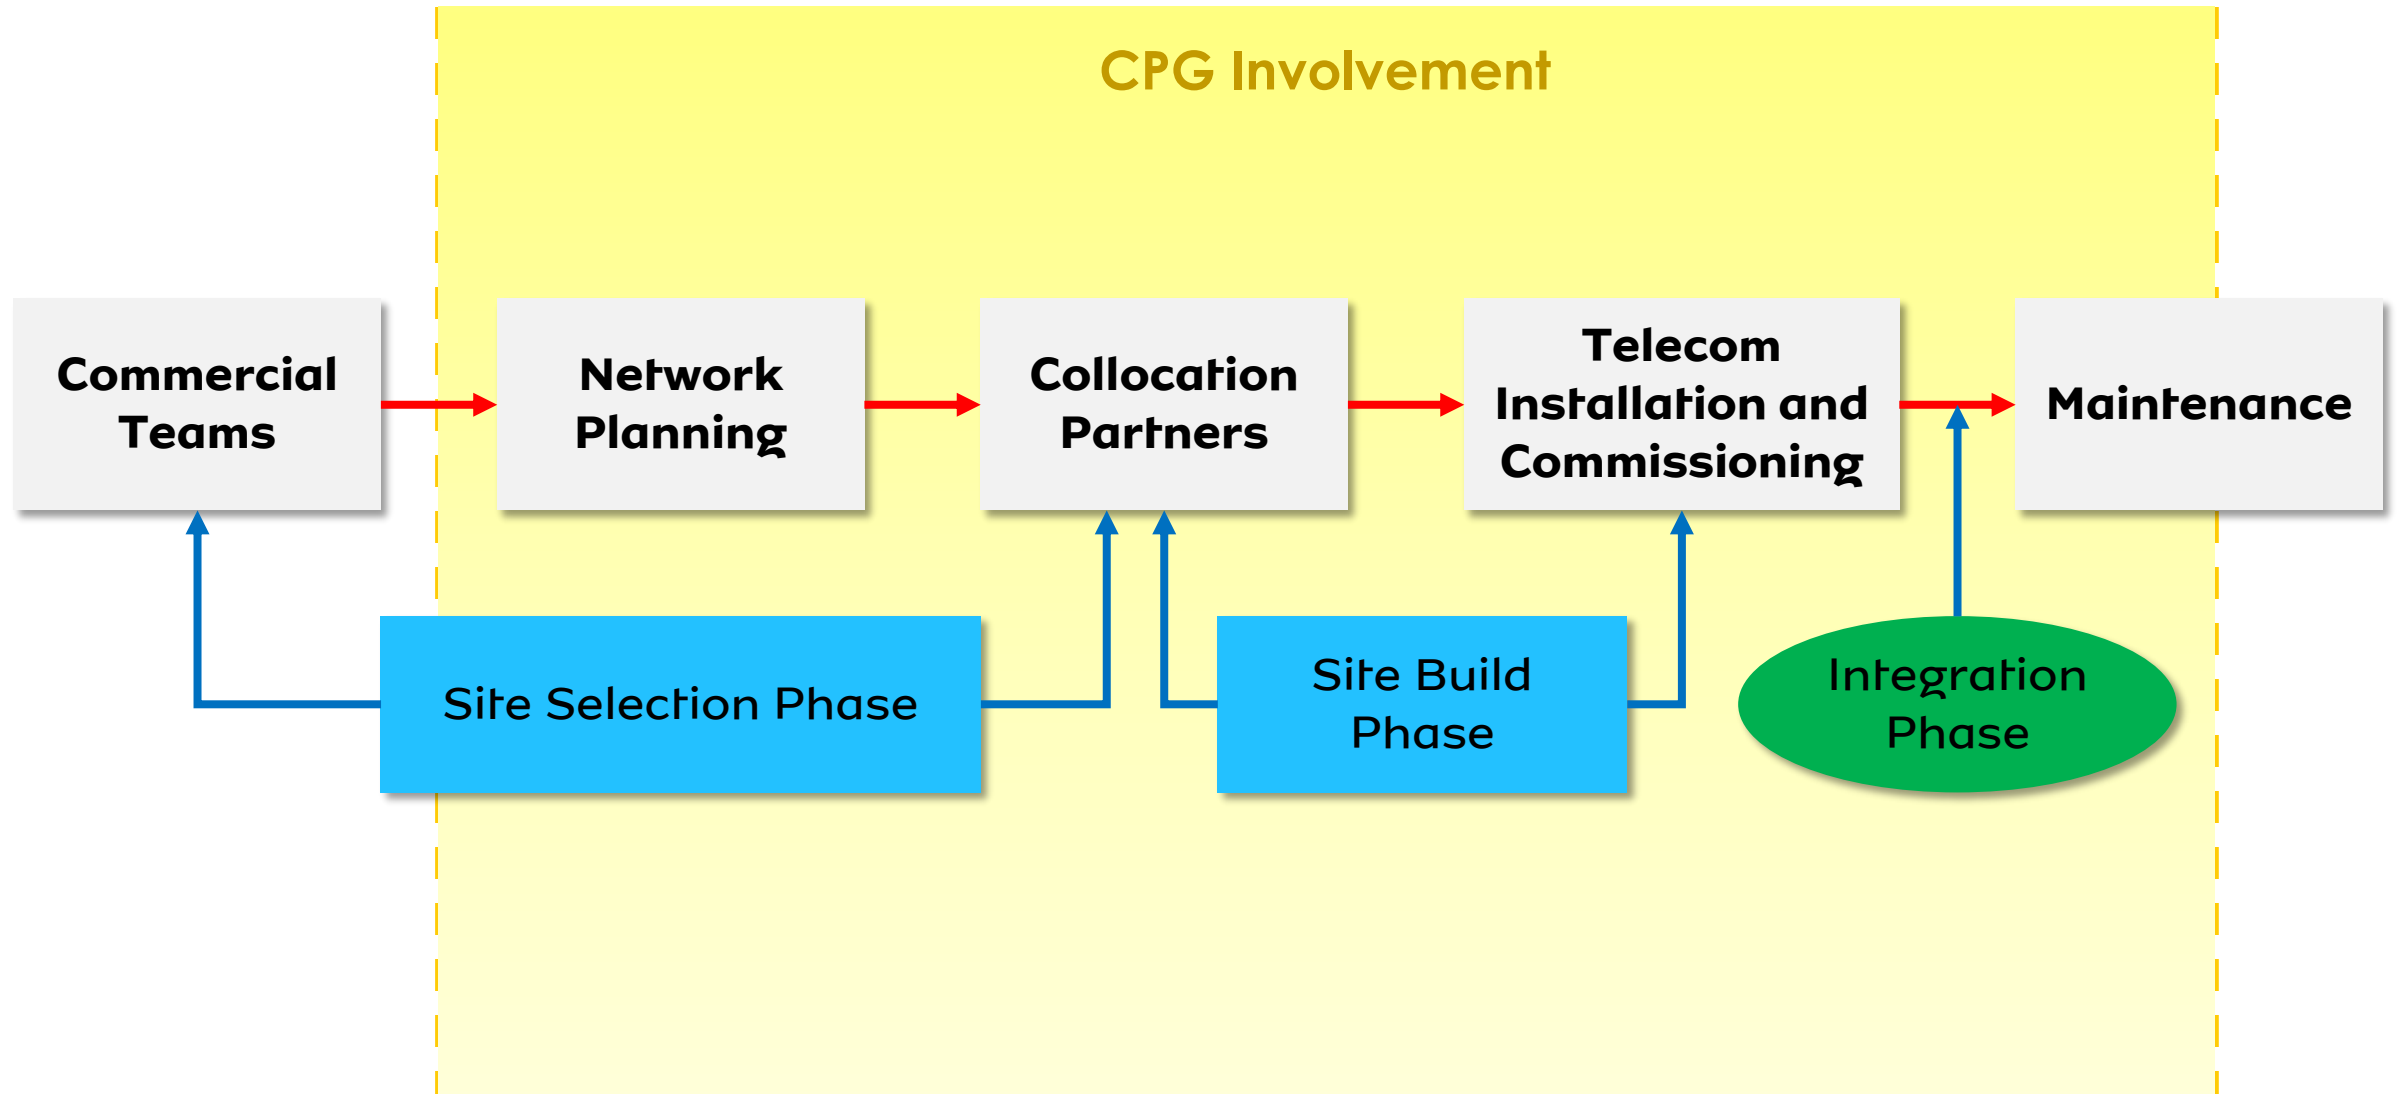 CPG Involvement
Commercial
Teams
Network
Planning
Collocation
Partners
Telecom
Installation and
Commissioning
Maintenance
Site Selection Phase
Site Build
Phase
Integration
Phase